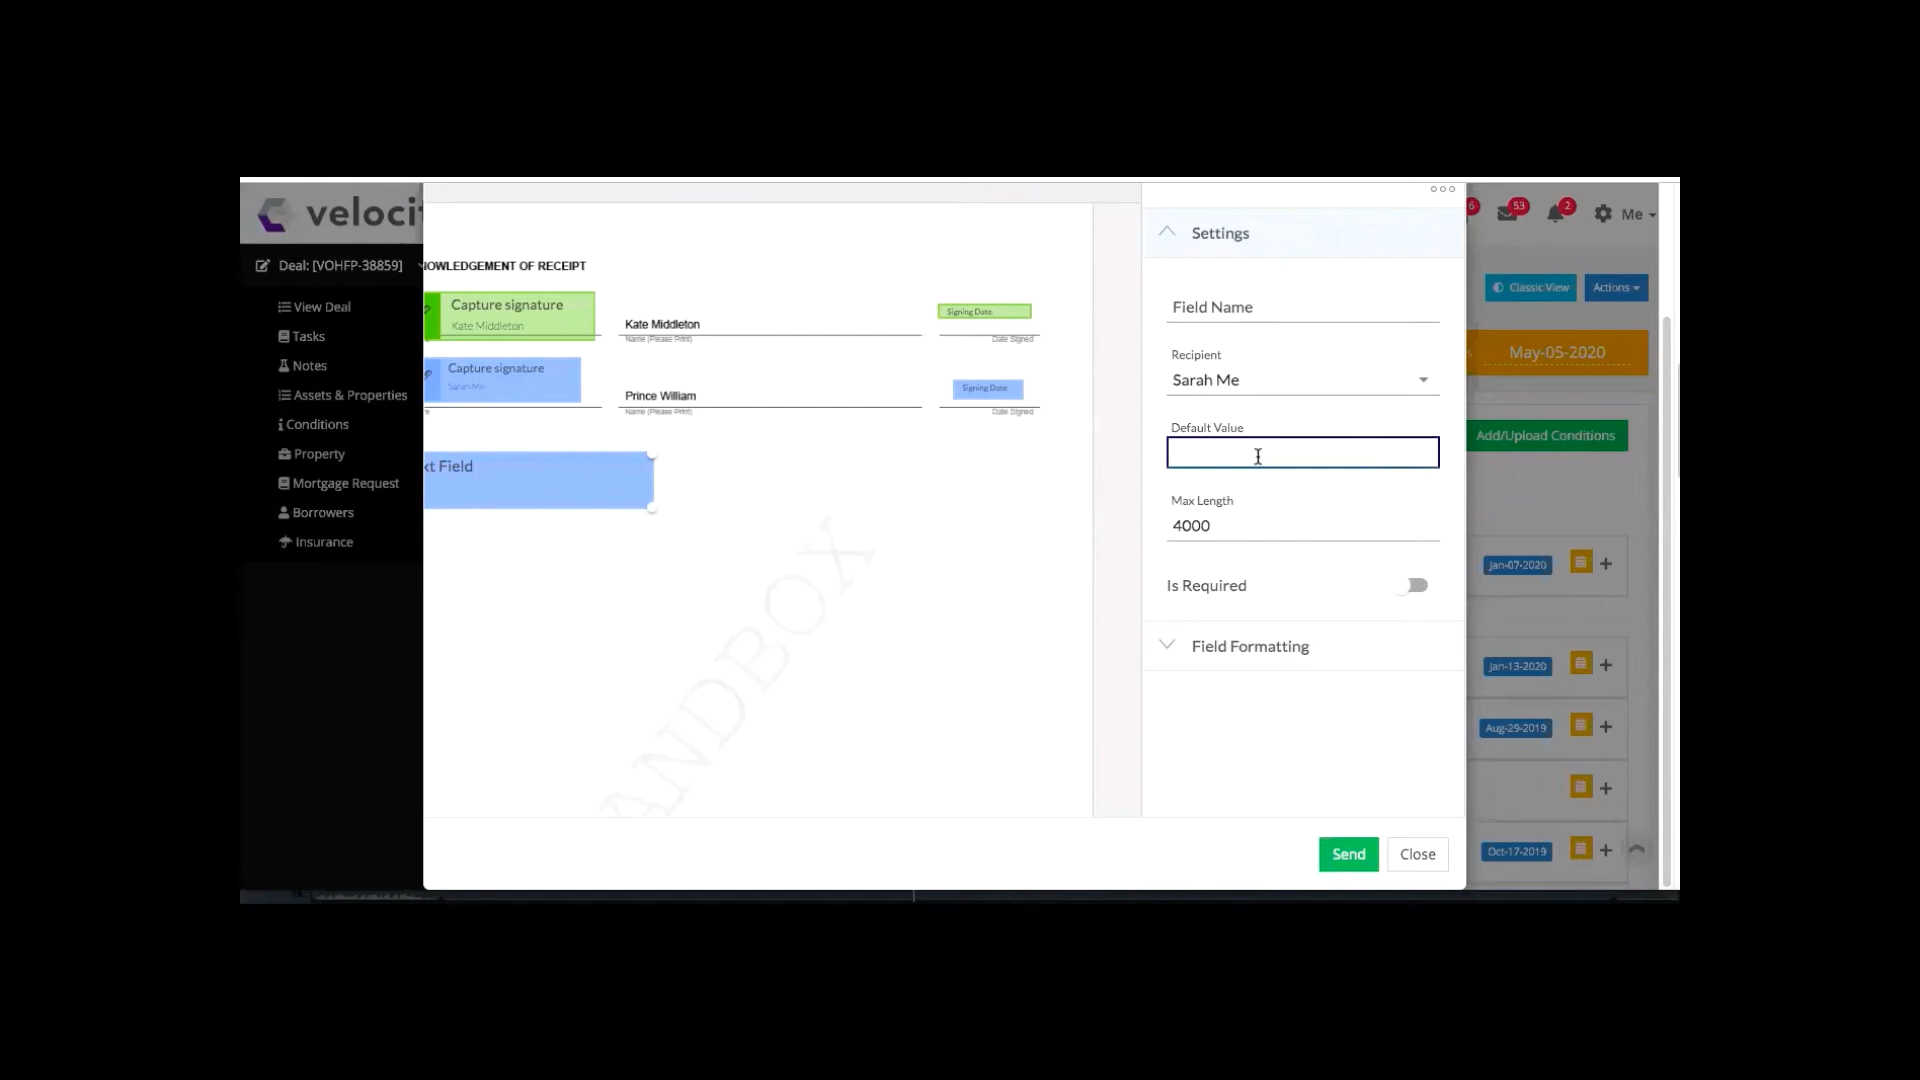 velocit
6
53
2
Me
Deal: [VOHFP-38859]
View Deal
Tasks
Notes
Assets & Properties
Conditions
Property
Mortgage Request
Borrowers
Insurance
NOWLEDGEMENT OF RECEIPT
Capture signature
Kate Middleton
Kate Middleton
Name (Please Print)
Signing Date
Date Signed
Capture signature
Sarah Me
Prince William
Name (Please Print)
Signing Date
Date Signed
xt Field
ANDBOX
Settings
Field Name
Recipient
Sarah Me
Default Value
Max Length
4000
Is Required
Field Formatting
Send
Close
Classic View
Actions
May-05-2020
Add/Upload Conditions
Jan-07-2020
Jan-13-2020
Aug-29-2019
Oct-17-2019